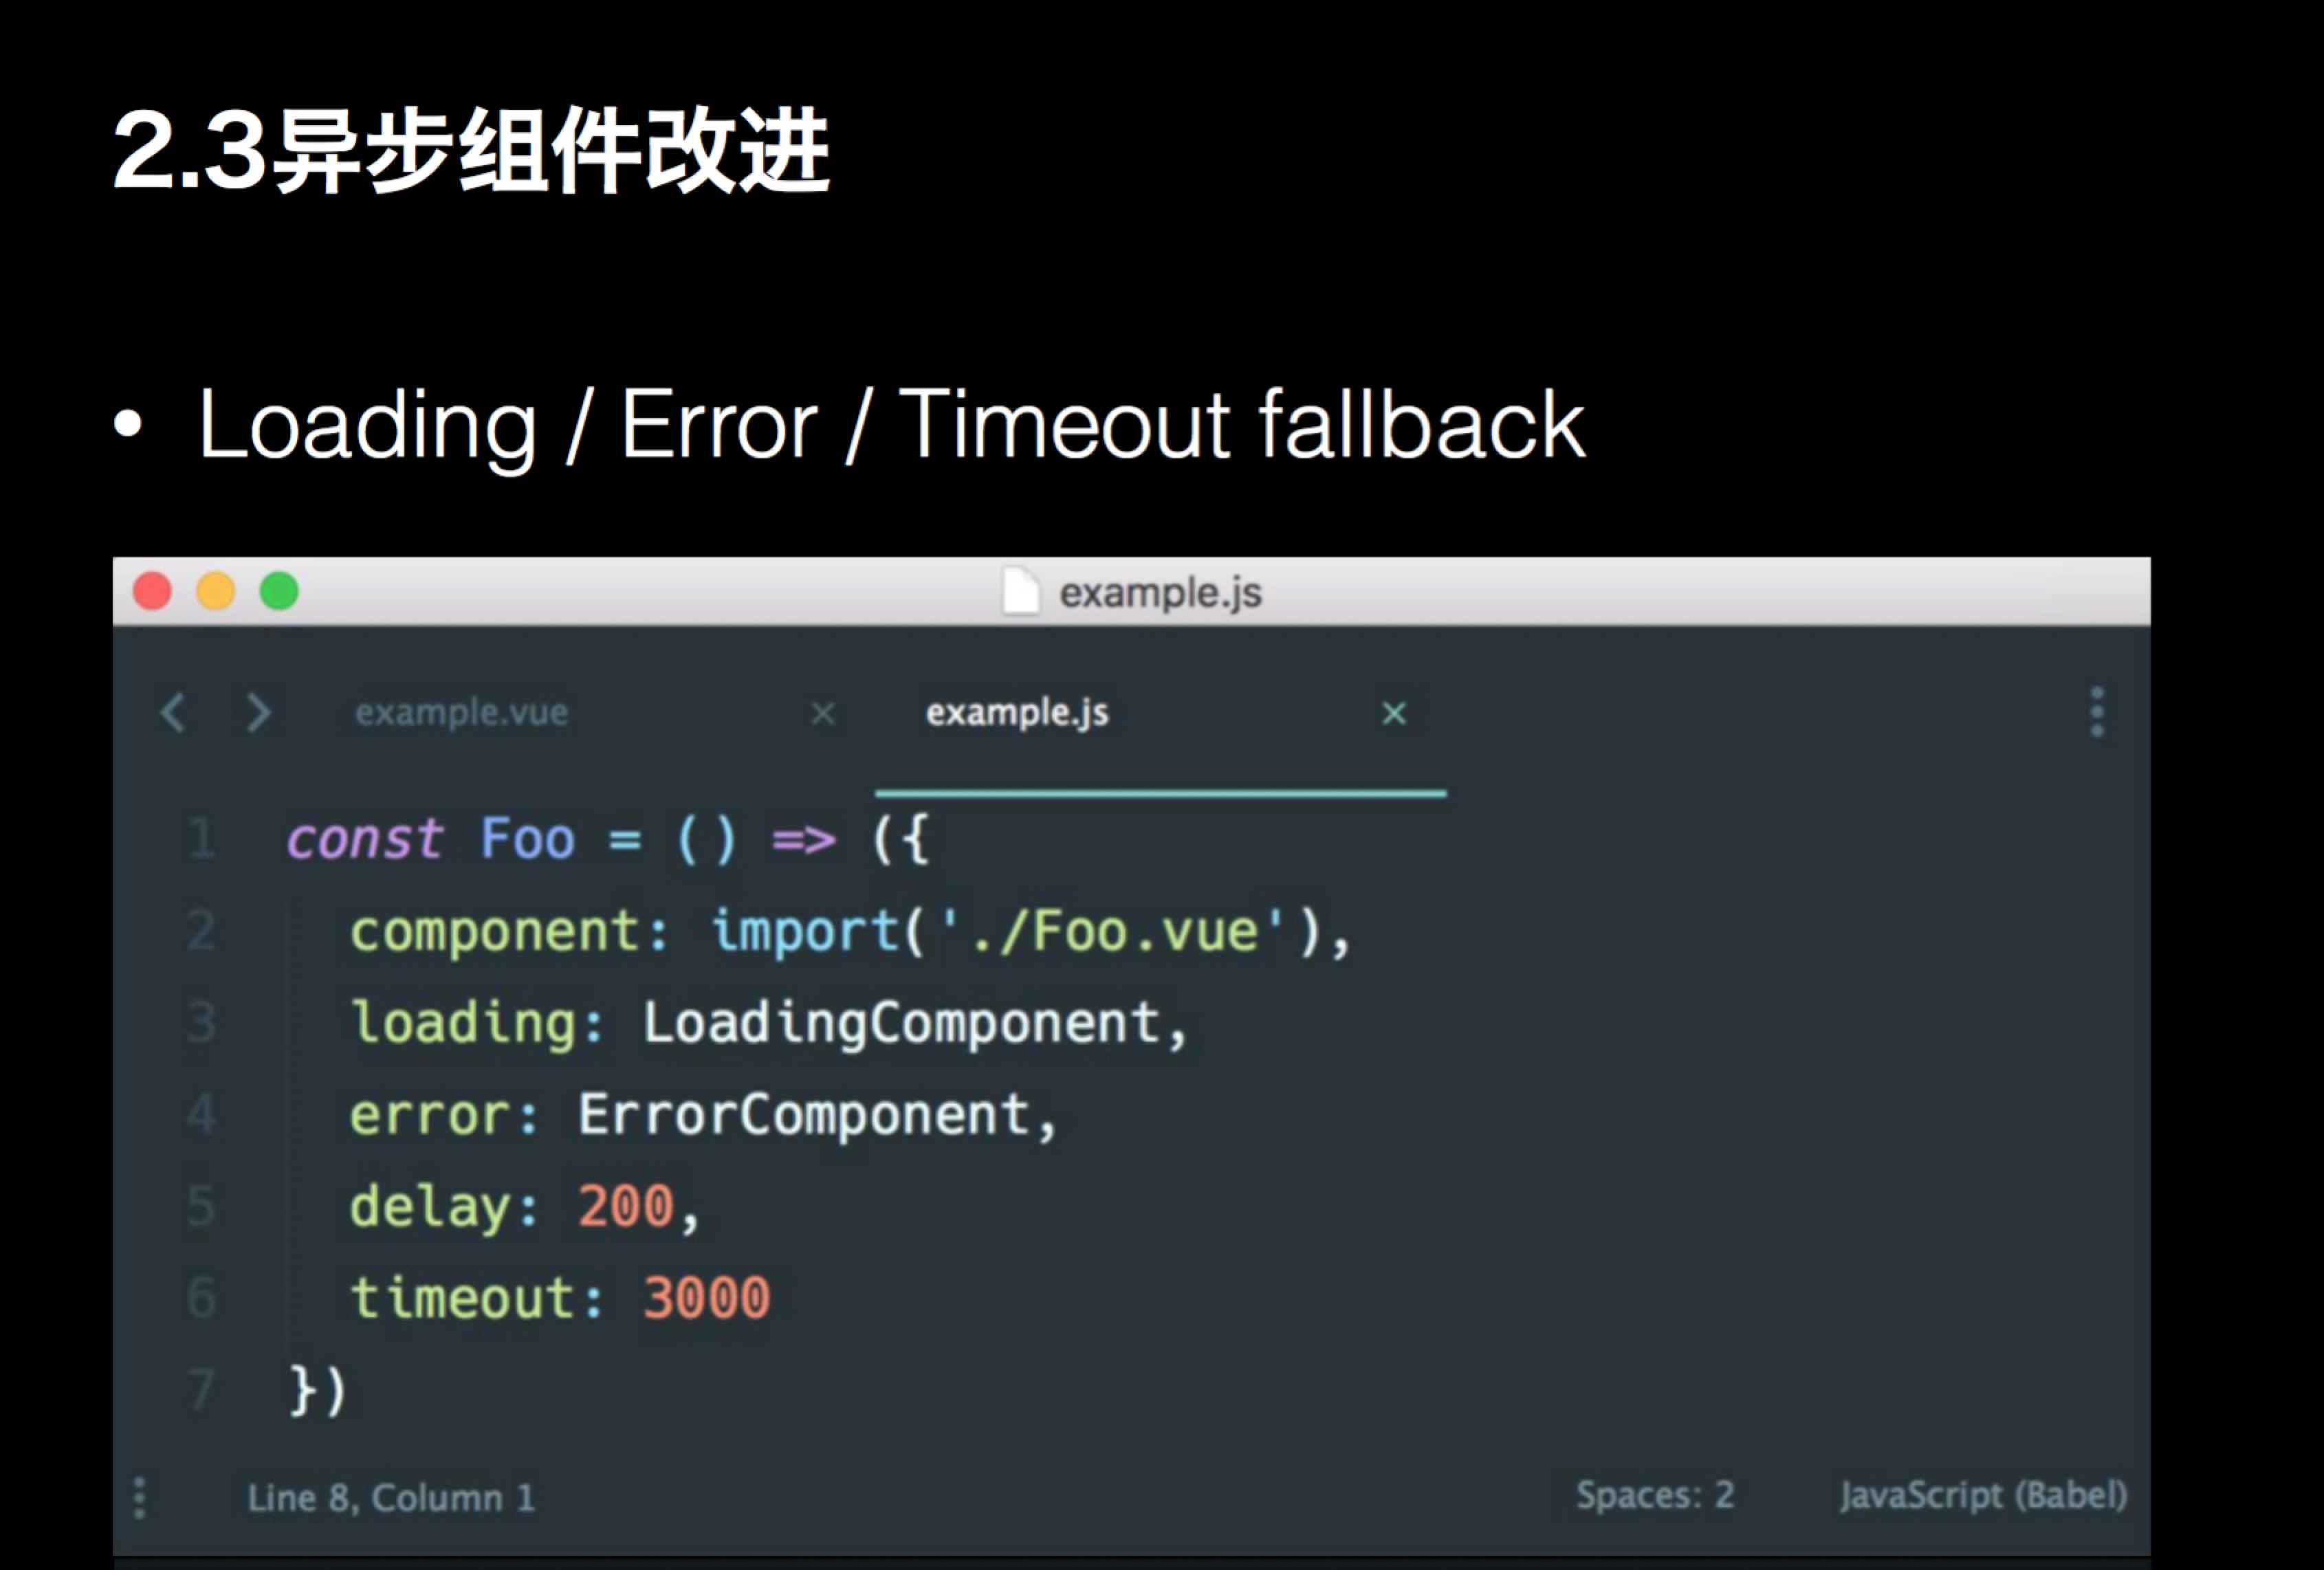 2.3异步组件改进
• Loading / Error / Timeout fallback
example.js
example.vue × example.js ×
1 const Foo = () => ({
2 component: import('./Foo.vue'),
3 loading: LoadingComponent,
4 error: ErrorComponent,
5 delay: 200,
6 timeout: 3000
7 })
Line 8, Column 1 Spaces: 2 JavaScript (Babel)